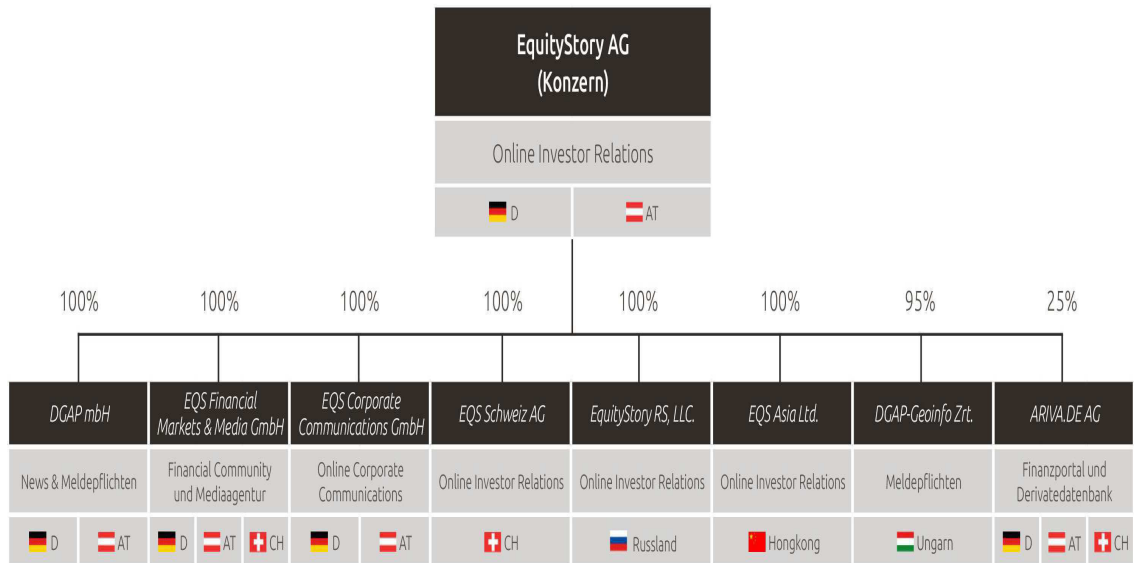 EquityStory AG
(Konzern)
Online Investor Relations
D
AT
100%
100%
100%
100%
100%
100%
95%
25%
DGAP mbH
EQS Financial
Markets & Media GmbH
EQS Corporate
Communications GmbH
EQS Schweiz AG
EquityStory RS, LLC.
EQS Asia Ltd.
DGAP-Geoinfo Zrt.
ARIVA.DE AG
News & Meldepflichten
Financial Community
und Mediaagentur
Online Corporate
Communications
Online Investor Relations
Online Investor Relations
Online Investor Relations
Meldepflichten
Finanzportal und
Derivatedatenbank
D
AT
D
AT
CH
D
AT
CH
Russland
Hongkong
Ungarn
D
AT
CH